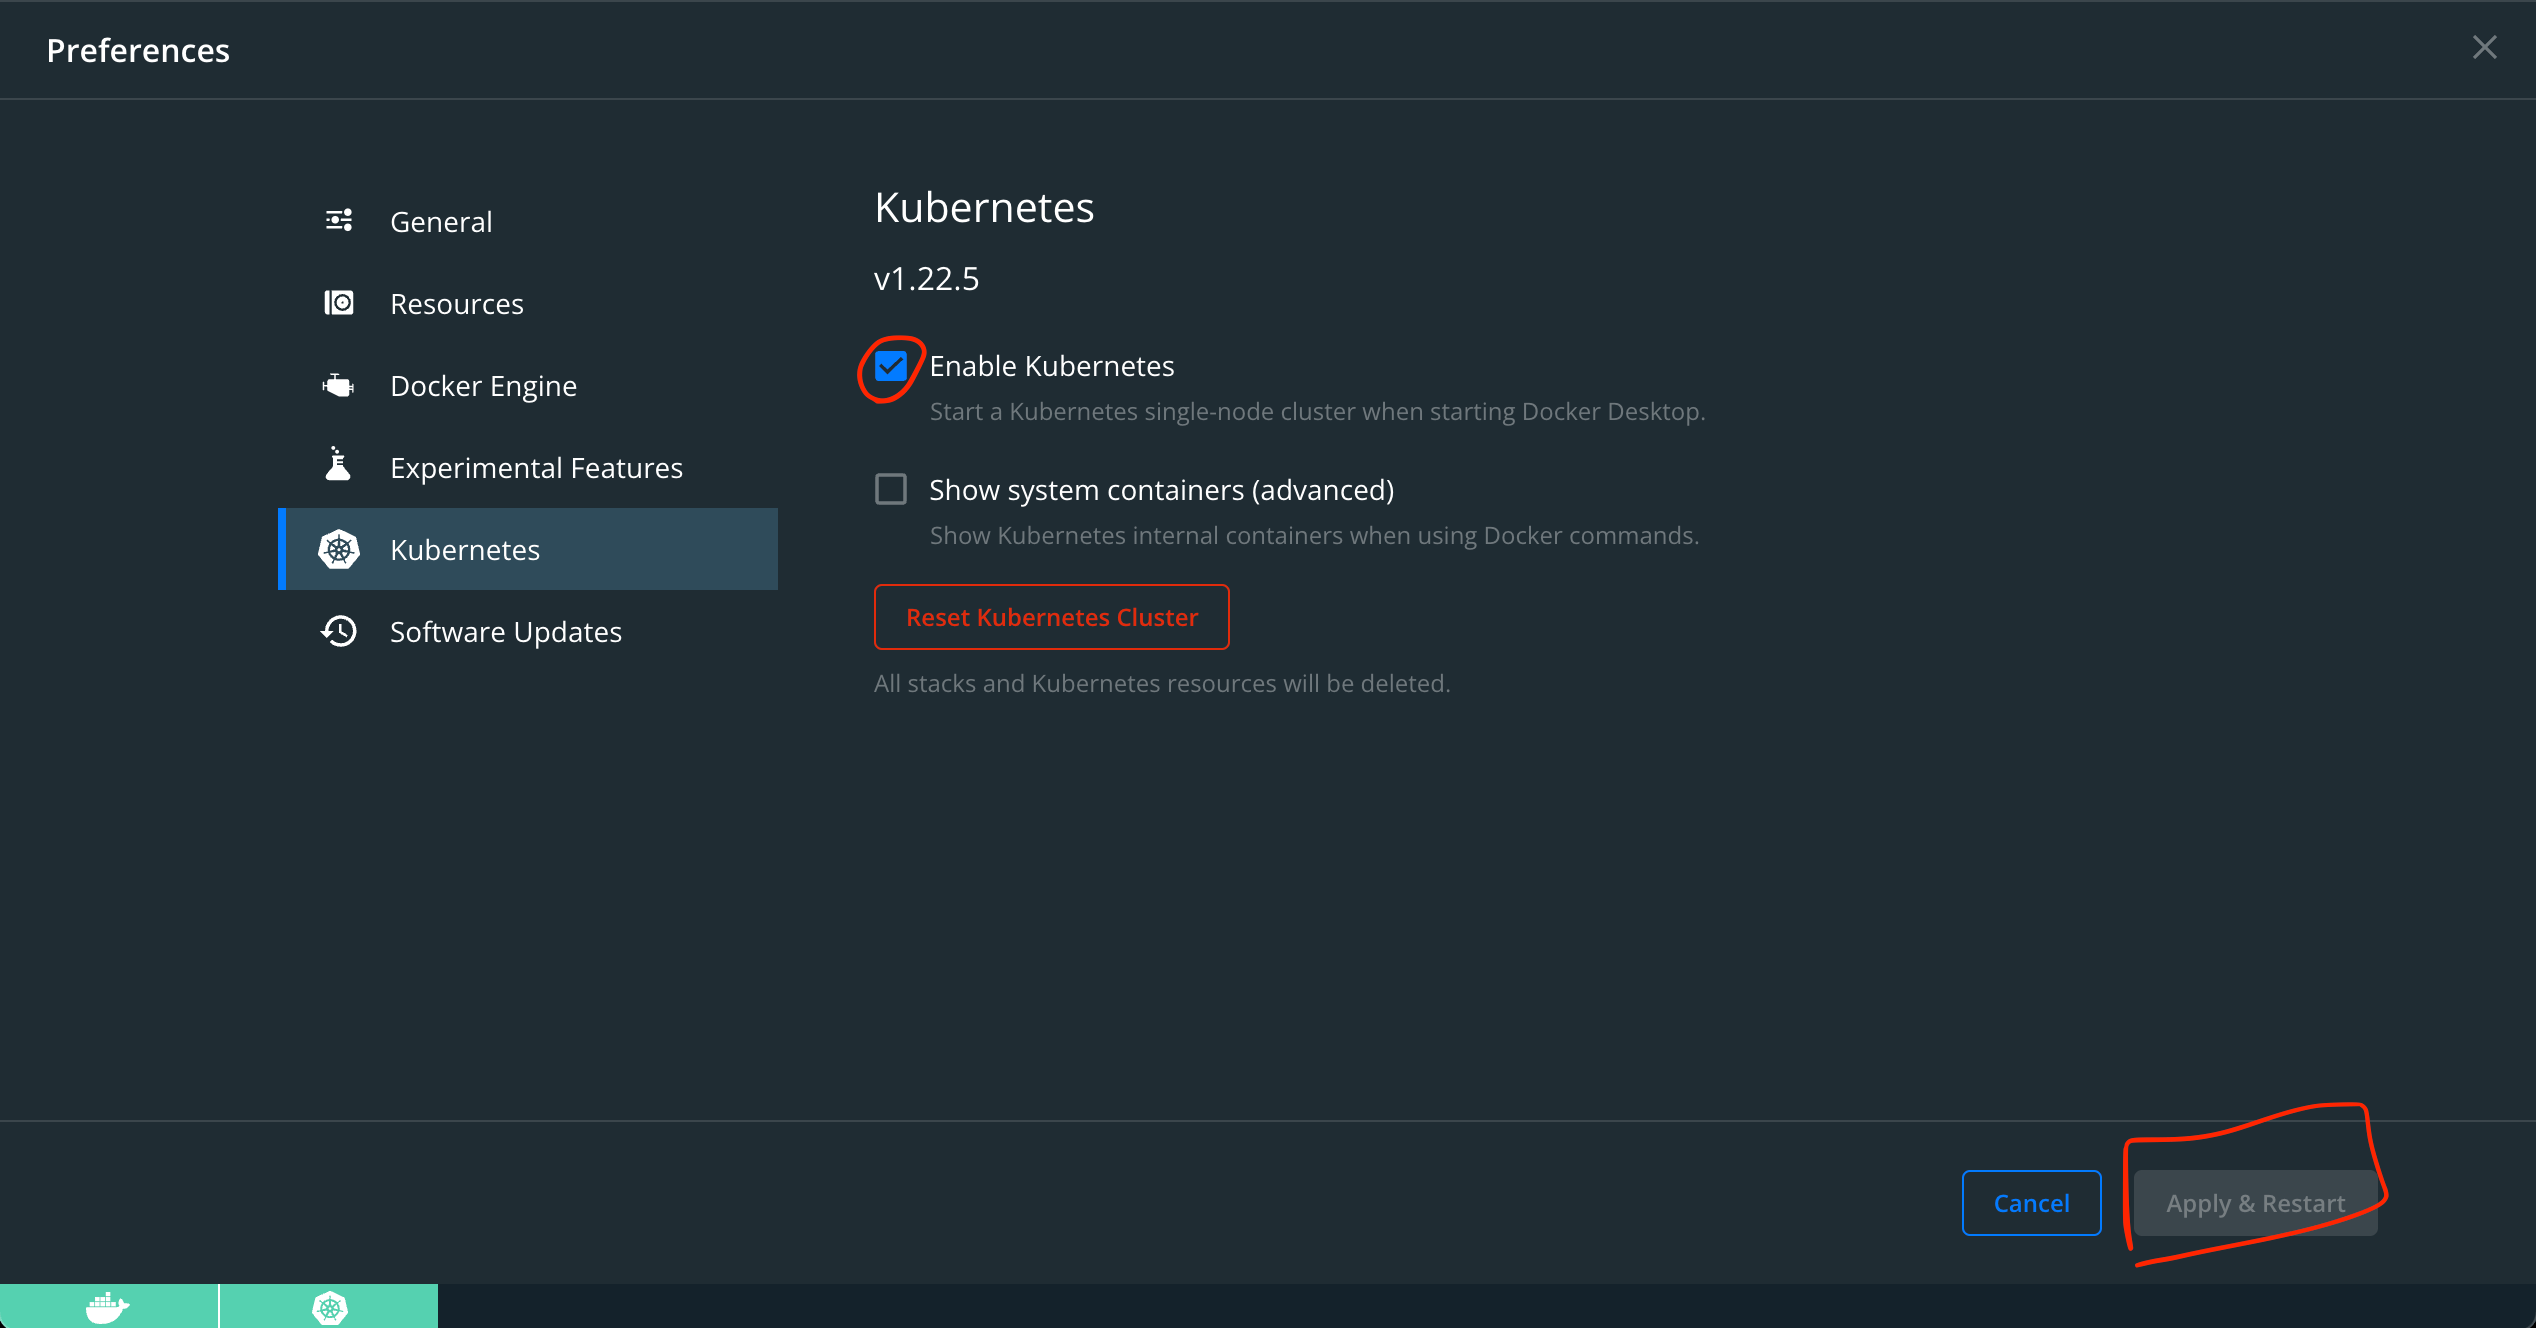 Preferences
General
Resources
Docker Engine
Experimental Features
Kubernetes
Software Updates
Kubernetes
v1.22.5
Enable Kubernetes
Start a Kubernetes single-node cluster when starting Docker Desktop.
Show system containers (advanced)
Show Kubernetes internal containers when using Docker commands.
Reset Kubernetes Cluster
All stacks and Kubernetes resources will be deleted.
Cancel
Apply & Restart